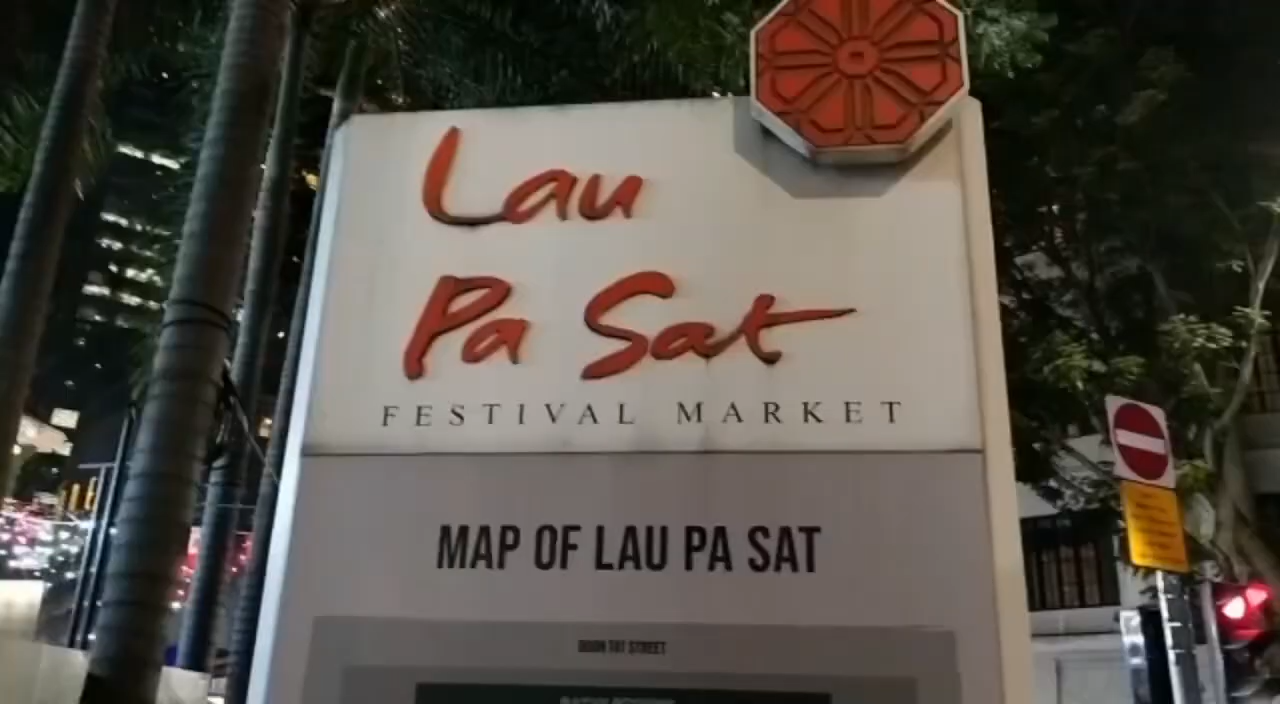 Lau
Pa Sat
FESTIVAL MARKET
MAP OF LAU PA SAT
BOON TAT STREET